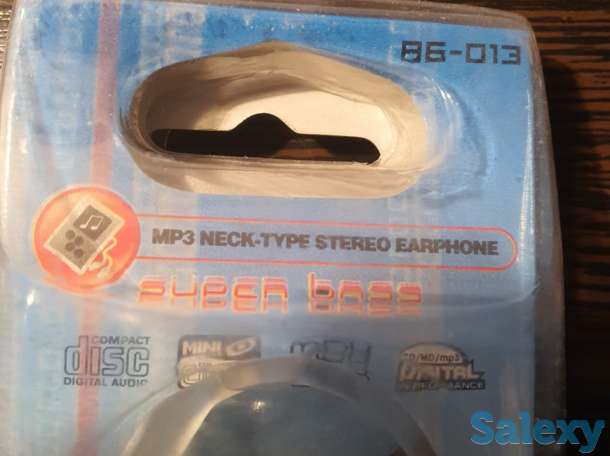 86-013
MP3 NECK-TYPE STEREO EARPHONE
super bass
COMPACT
disc
DIGITAL AUDIO
MINI
CD/MD/mp3
DIGITAL
PERFORMANCE
Salexy